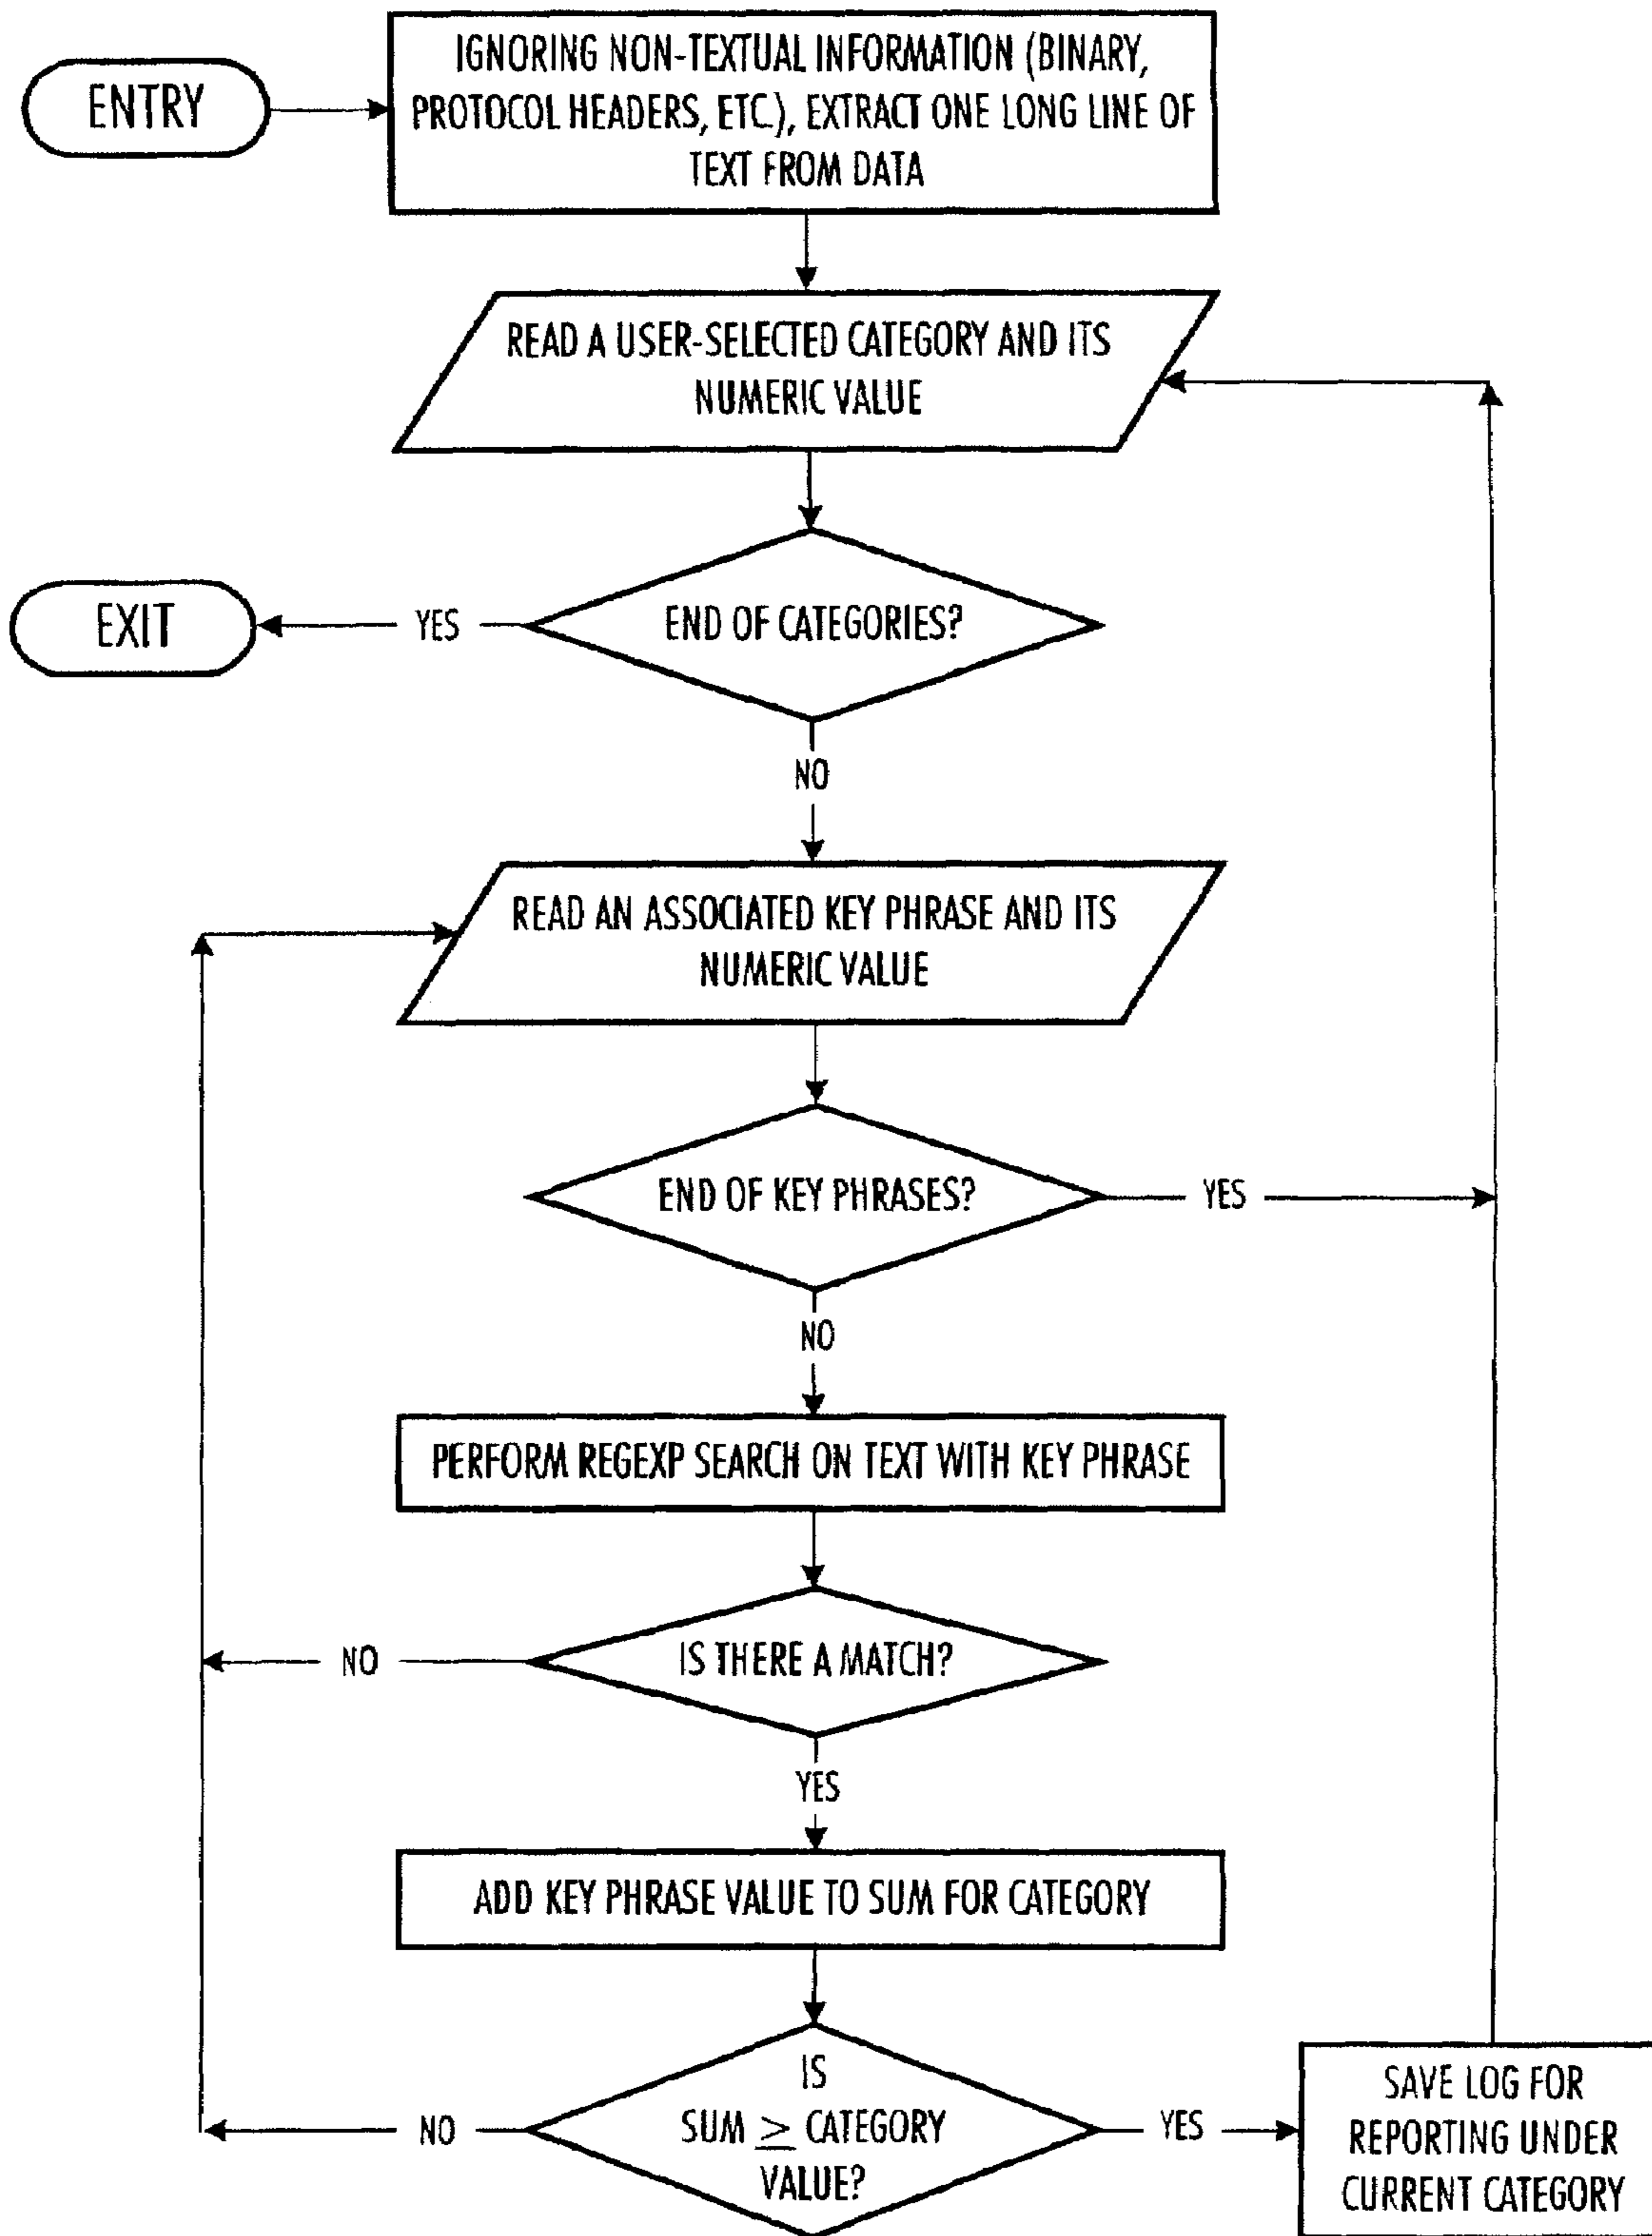 ENTRY
IGNORING NON-TEXTUAL INFORMATION (BINARY,
PROTOCOL HEADERS, ETC.), EXTRACT ONE LONG LINE OF
TEXT FROM DATA
READ A USER-SELECTED CATEGORY AND ITS
NUMERIC VALUE
EXIT
YES
END OF CATEGORIES?
NO
READ AN ASSOCIATED KEY PHRASE AND ITS
NUMERIC VALUE
END OF KEY PHRASES?
YES
NO
PERFORM REGEXP SEARCH ON TEXT WITH KEY PHRASE
NO
IS THERE A MATCH?
YES
ADD KEY PHRASE VALUE TO SUM FOR CATEGORY
NO
IS
SUM ≥ CATEGORY
VALUE?
YES
SAVE LOG FOR
REPORTING UNDER
CURRENT CATEGORY